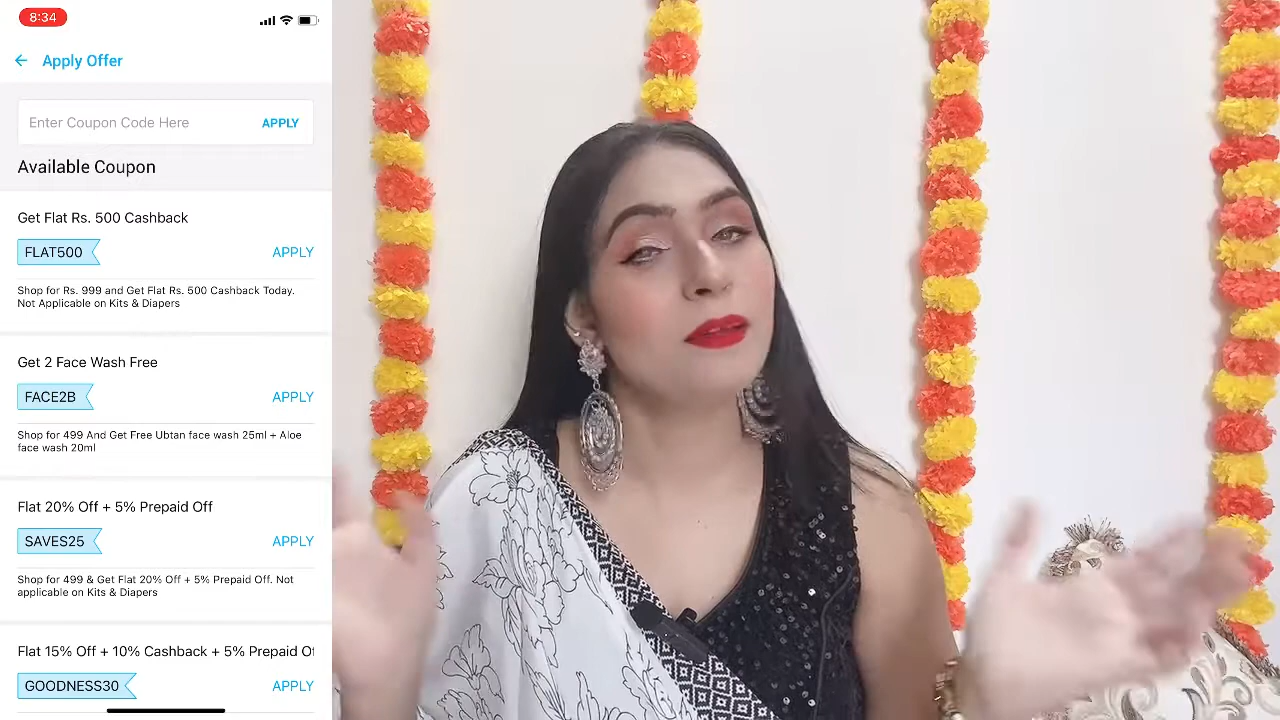 8:34
Apply Offer
Enter Coupon Code Here APPLY
Available Coupon
Get Flat Rs. 500 Cashback
FLAT500 APPLY
Shop for Rs. 999 and Get Flat Rs. 500 Cashback Today.
Not Applicable on Kits & Diapers
Get 2 Face Wash Free
FACE2B APPLY
Shop for 499 And Get Free Ubtan face wash 25ml + Aloe
face wash 20ml
Flat 20% Off + 5% Prepaid Off
SAVES25 APPLY
Shop for 499 & Get Flat 20% Off + 5% Prepaid Off. Not
applicable on Kits & Diapers
Flat 15% Off + 10% Cashback + 5% Prepaid Of
GOODNESS30 APPLY